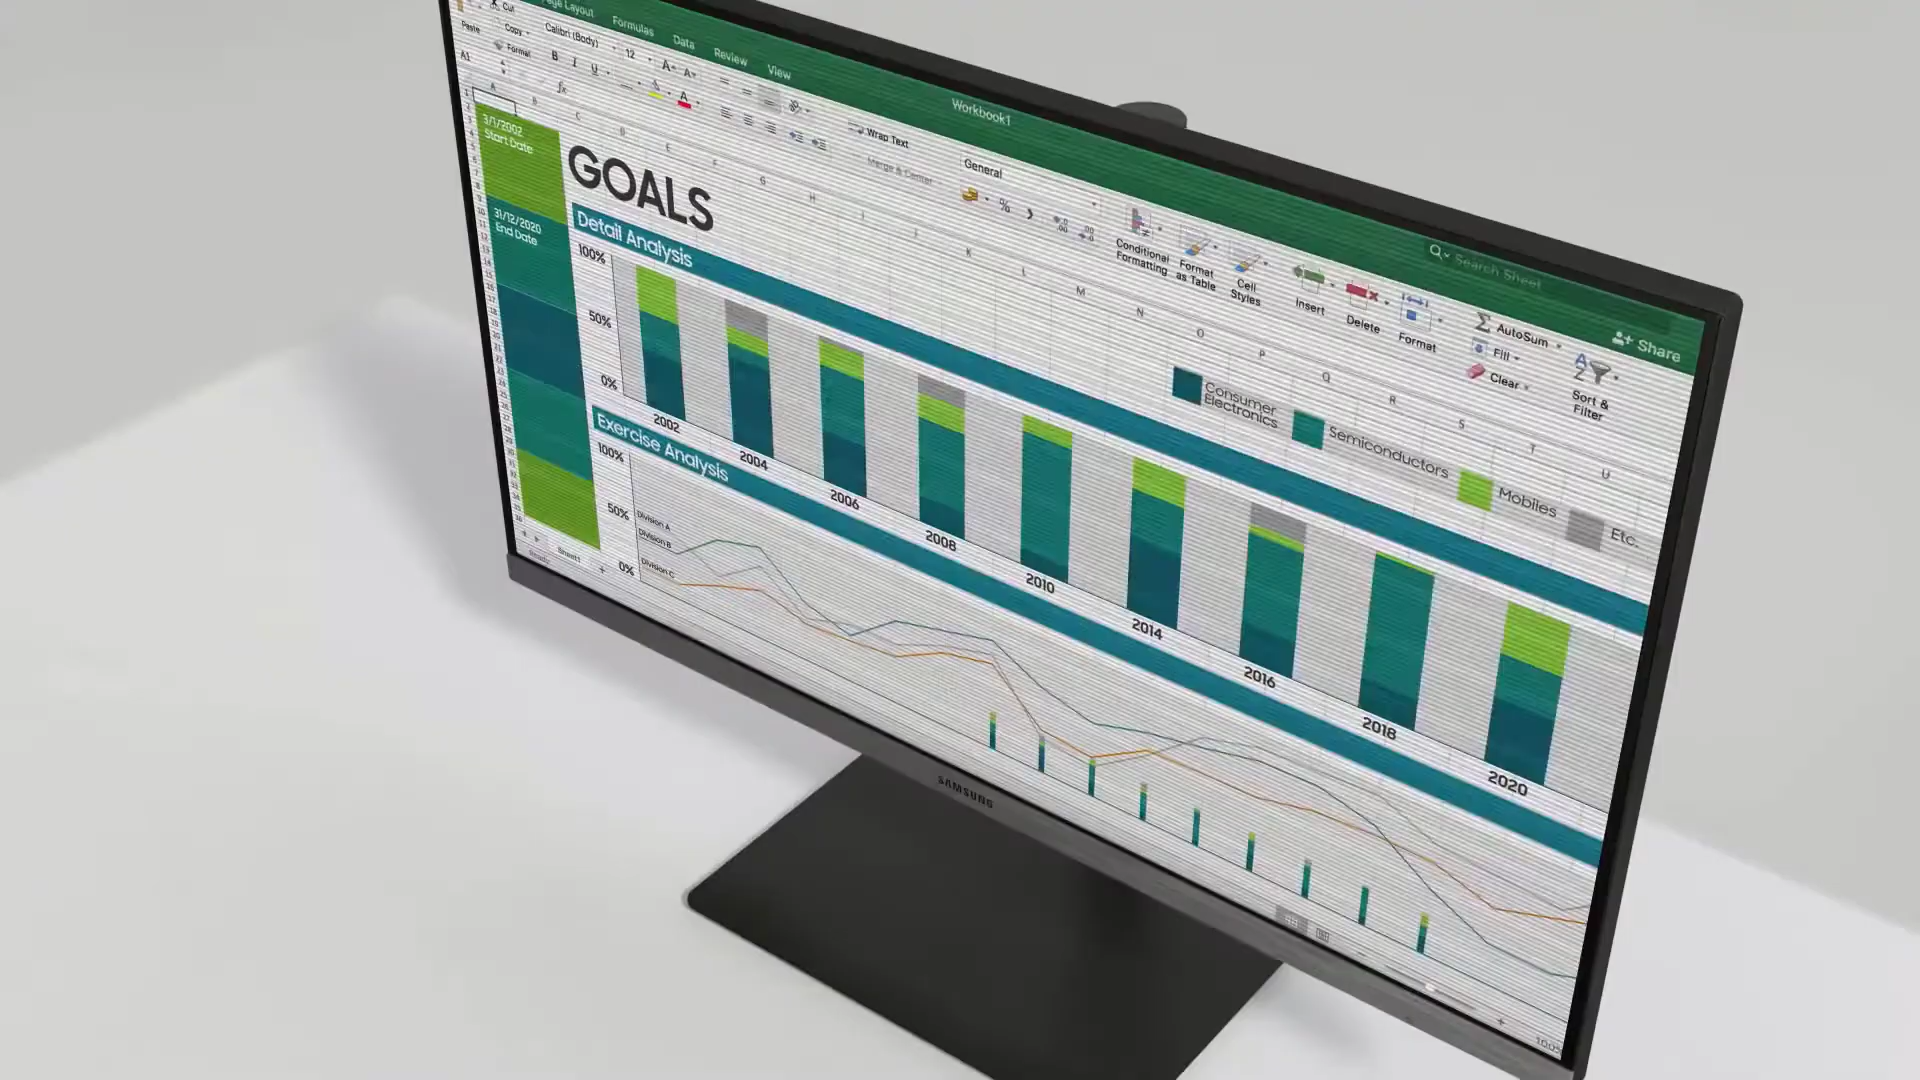 Cut
Page Layout
Formulas
Data
Review
View
Workbook1
Search Sheet
Share
Paste
Copy
Format
Calibri (Body)
12
A A
B I U
A
Wrap Text
Merge & Center
General
%
Conditional
Formatting
Format
as Table
Cell
Styles
Insert
Delete
Format
AutoSum
Fill
Clear
Sort &
Filter
A1
fx
A B C D E F G H I J K L M N O P Q R S T U
3/1/2002
Start Date
31/12/2020
End Date
GOALS
Detail Analysis
Consumer
Electronics
Semiconductors
Mobiles
Etc.
100%
50%
0%
2002
2004
2006
2008
2010
2014
2016
2018
2020
Exercise Analysis
100%
50%
0%
Division A
Division B
Division C
Sheet1
Ready
SAMSUNG